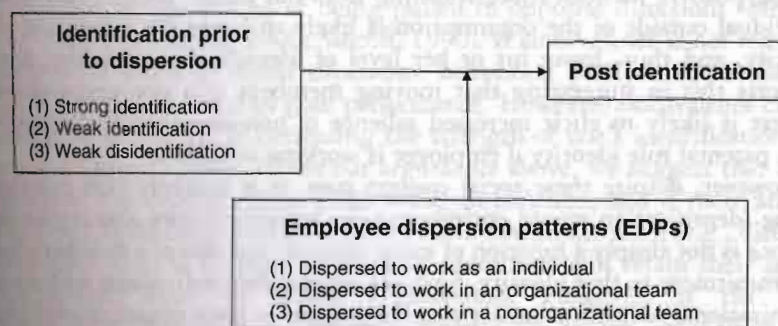 Identification prior
to dispersion
(1) Strong identification
(2) Weak identification
(3) Weak disidentification
Post identification
Employee dispersion patterns (EDPs)
(1) Dispersed to work as an individual
(2) Dispersed to work in an organizational team
(3) Dispersed to work in a nonorganizational team